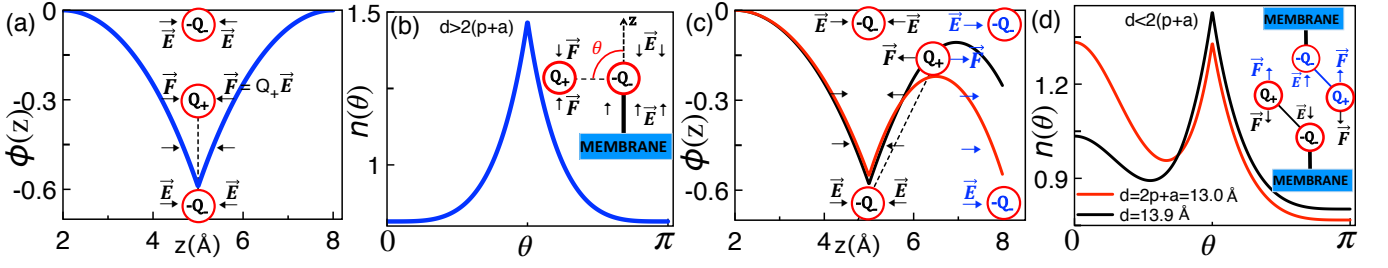 (a)
0
-0.3
-0.6
ϕ(z)
2 4 6 8
z(Å)
-Q₋
E⃗ E⃗
F⃗ F⃗ = Q₊E⃗
Q₊
E⃗ E⃗
-Q₋
(b)
1.5
1
n(θ)
0 θ π
d>2(p+a)
z
θ
F⃗ E⃗
Q₊ -Q₋
F⃗ E⃗
MEMBRANE
(c)
0
-0.3
-0.6
ϕ(z)
2 4 6 8
z(Å)
E⃗ -Q₋ E⃗ E⃗ -Q₋
F⃗ Q₊ F⃗
E⃗ -Q₋ E⃗ E⃗ -Q₋
(d)
1.2
0.9
n(θ)
0 θ π
d<2(p+a)
MEMBRANE
-Q₋
F⃗ E⃗ F⃗
Q₊ Q₊
F⃗ E⃗ F⃗
-Q₋
MEMBRANE
d=2p+a=13.0 Å
d=13.9 Å